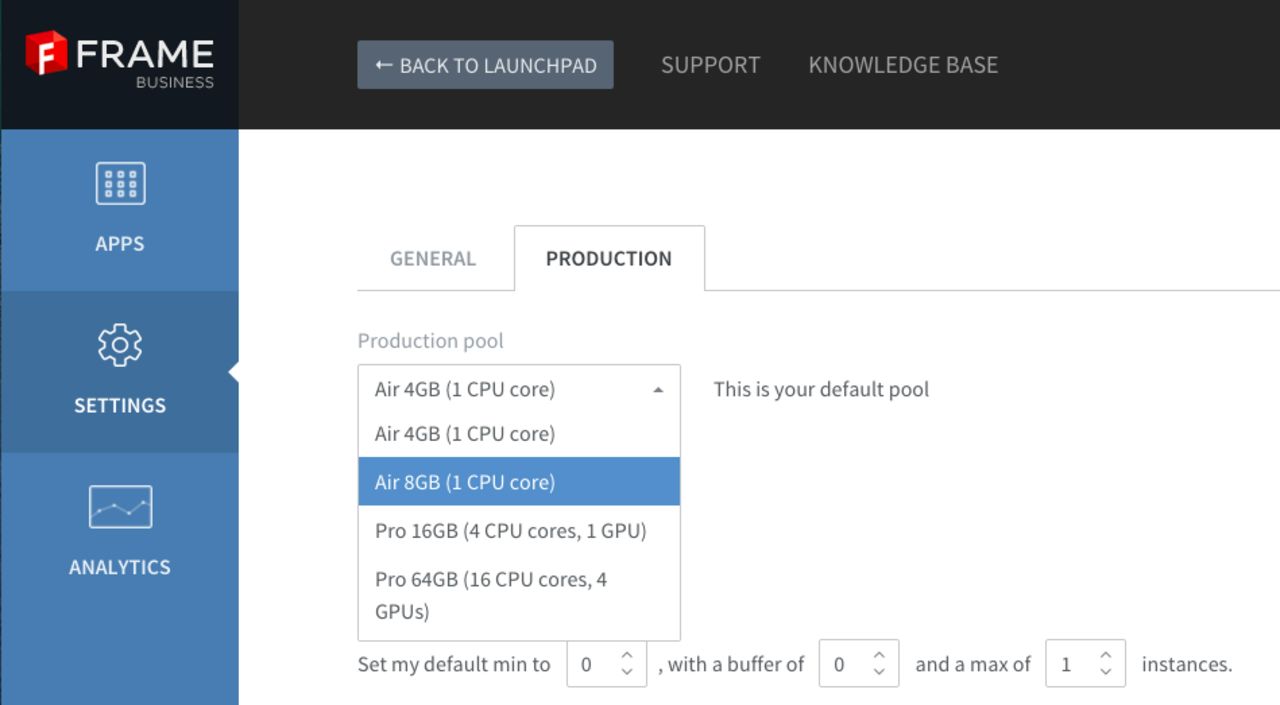 FRAME
BUSINESS
← BACK TO LAUNCHPAD SUPPORT KNOWLEDGE BASE
APPS
SETTINGS
ANALYTICS
GENERAL PRODUCTION
Production pool
Air 4GB (1 CPU core) This is your default pool
Air 4GB (1 CPU core)
Air 8GB (1 CPU core)
Pro 16GB (4 CPU cores, 1 GPU)
Pro 64GB (16 CPU cores, 4
GPUs)
Set my default min to 0 , with a buffer of 0 and a max of 1 instances.